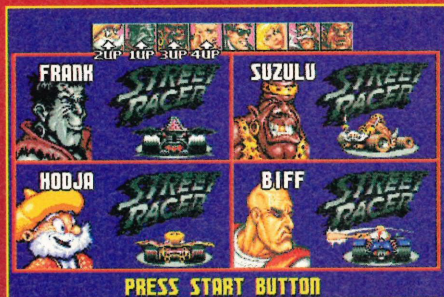 2UP 1UP 3UP 4UP
FRANK
STREET RACER
SUZULU
STREET RACER
HODJA
STREET RACER
BIFF
STREET RACER
PRESS START BUTTON